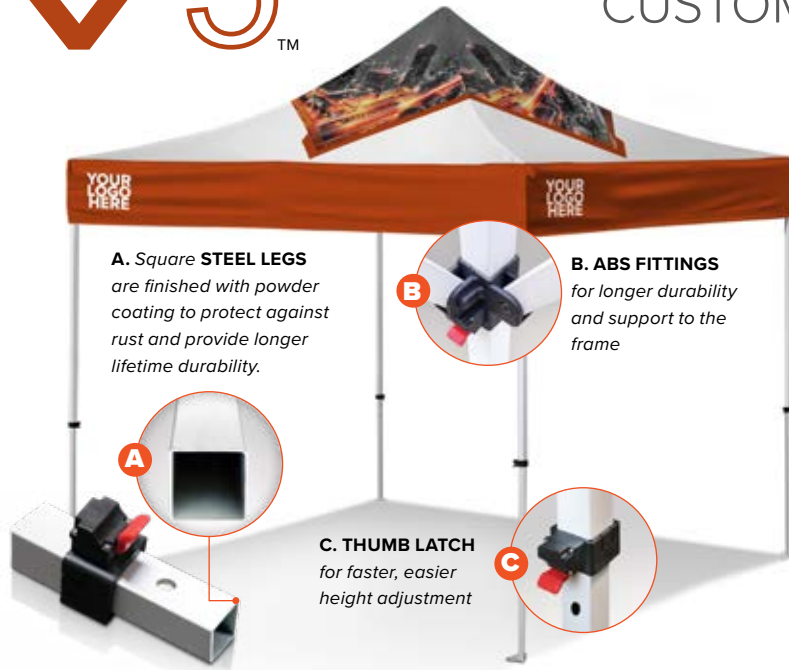 V3
TM
CUSTOM
YOUR
LOGO
HERE
YOUR
LOGO
HERE
A. Square STEEL LEGS
are finished with powder
coating to protect against
rust and provide longer
lifetime durability.
B
B. ABS FITTINGS
for longer durability
and support to the
frame
A
C. THUMB LATCH
for faster, easier
height adjustment
C